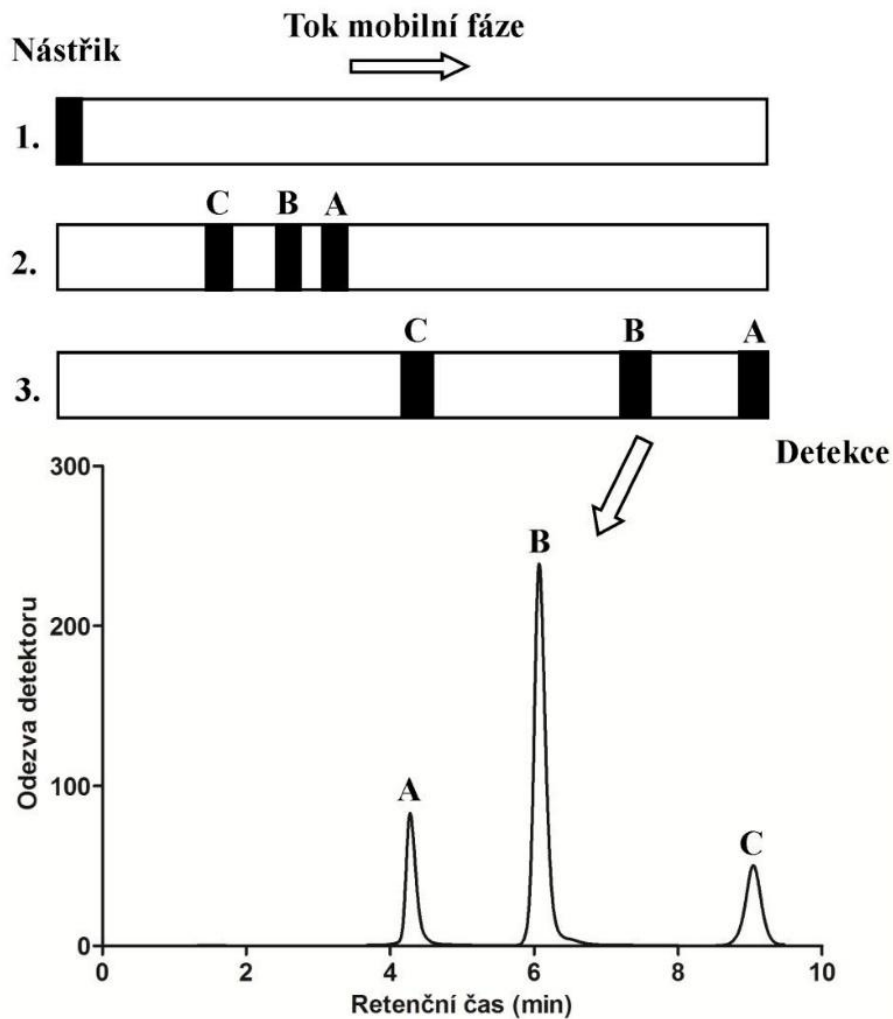 Tok mobilní fáze
Nástřik
1.
C B A
2.
C B A
3.
Detekce
300
B
200
Odezva detektoru
A
100
C
0
0 2 4 6 8 10
Retenční čas (min)